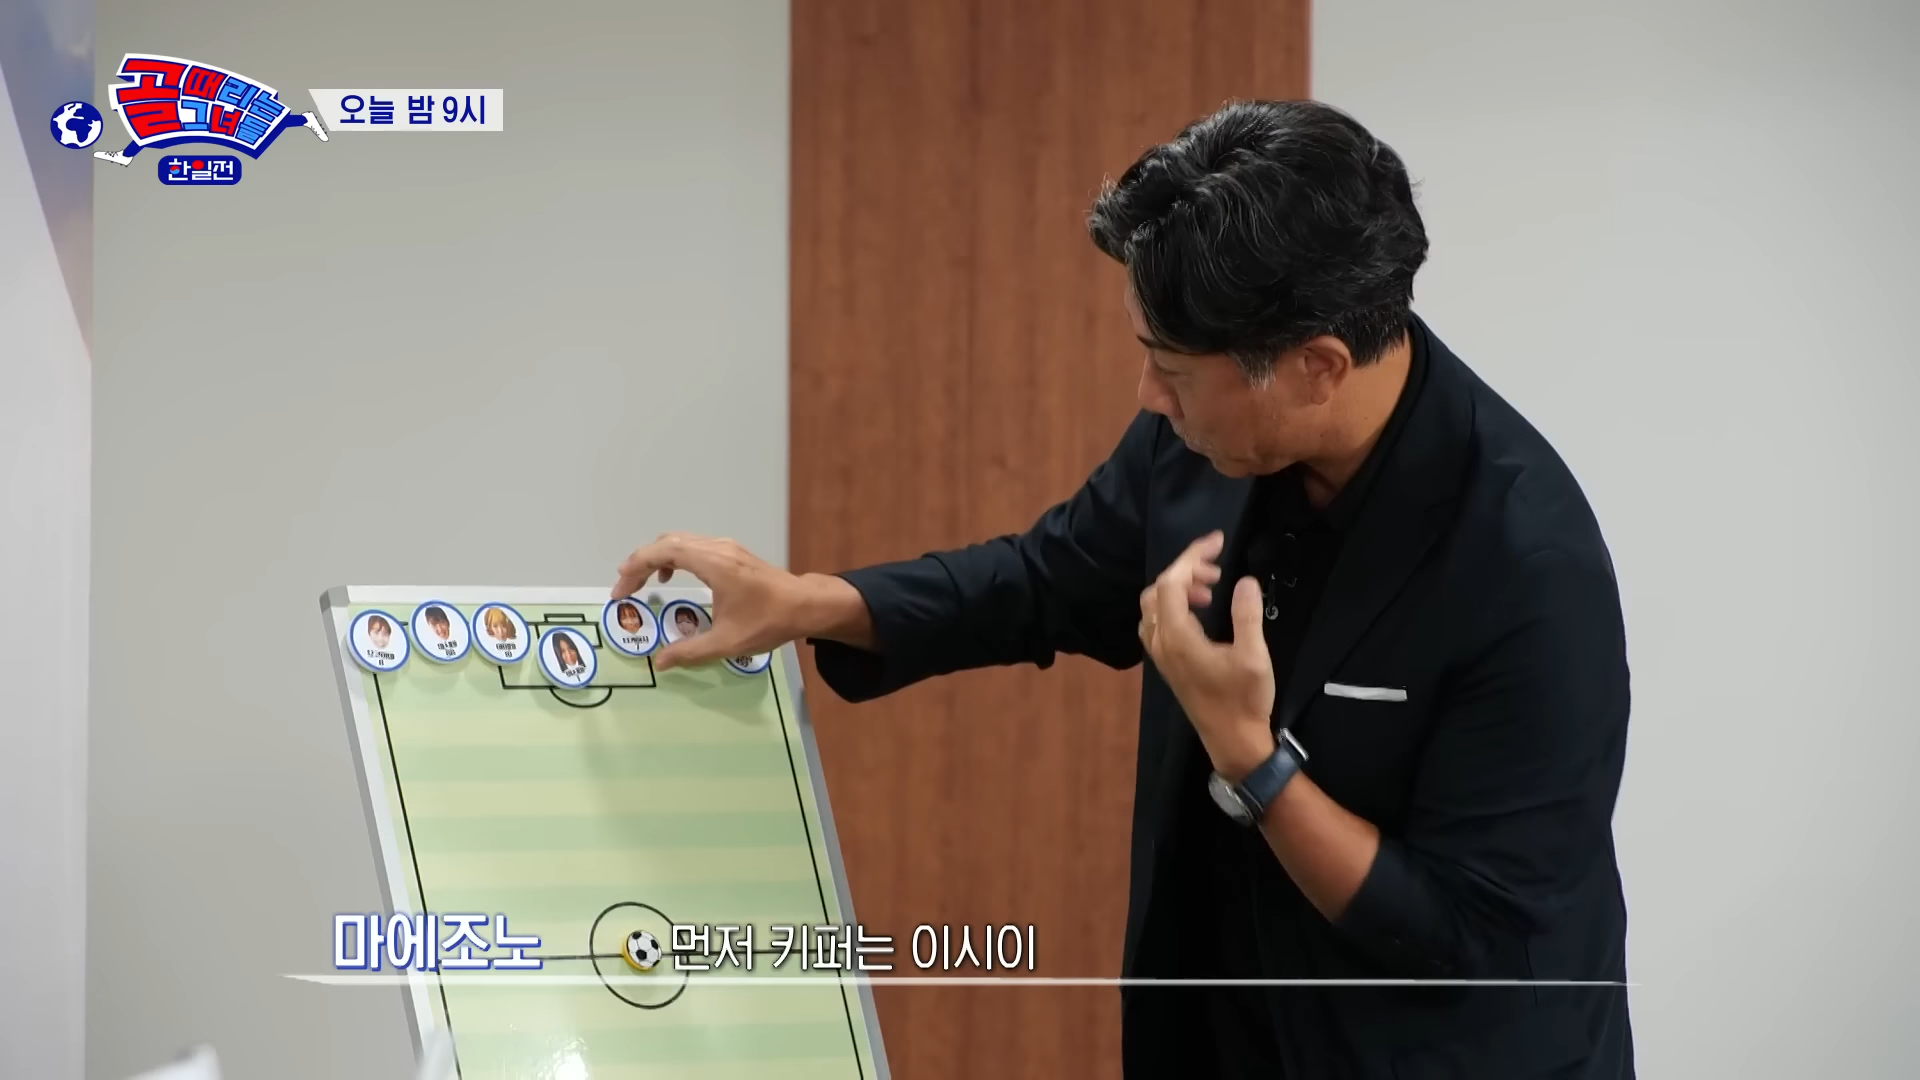 골때리는
그녀들
한일전
오늘 밤 9시
마에조노 먼저 키퍼는 이시이